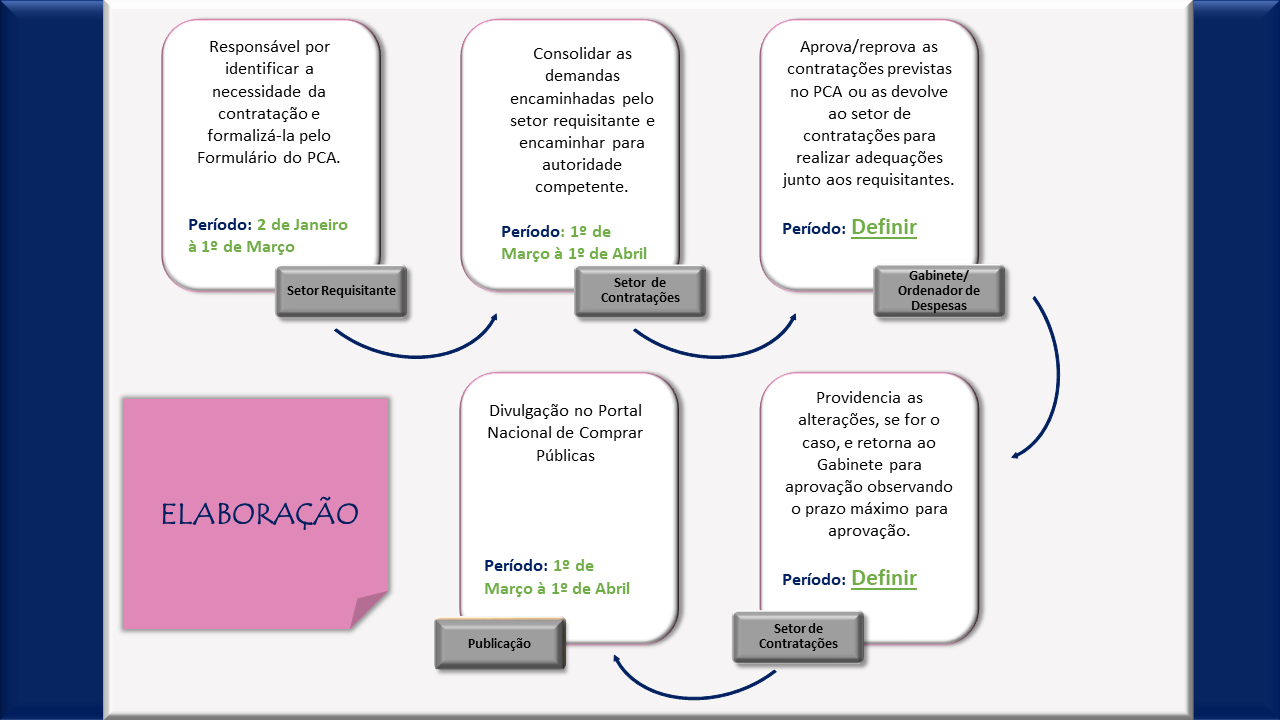 Responsável por
identificar a
necessidade da
contratação e
formalizá-la pelo
Formulário do PCA.
Período: 2 de Janeiro
à 1º de Março
Setor Requisitante
Consolidar as
demandas
encaminhadas pelo
setor requisitante e
encaminhar para
autoridade
competente.
Período: 1º de
Março à 1º de Abril
Setor de
Contratações
Aprova/reprova as
contratações previstas
no PCA ou as devolve
ao setor de
contratações para
realizar adequações
junto aos requisitantes.
Período: Definir
Gabinete/
Ordenador de
Despesas
Providencia as
alterações, se for o
caso, e retorna ao
Gabinete para
aprovação observando
o prazo máximo para
aprovação.
Período: Definir
Setor de
Contratações
Divulgação no Portal
Nacional de Comprar
Públicas
Período: 1º de
Março à 1º de Abril
Publicação
ELABORAÇÃO